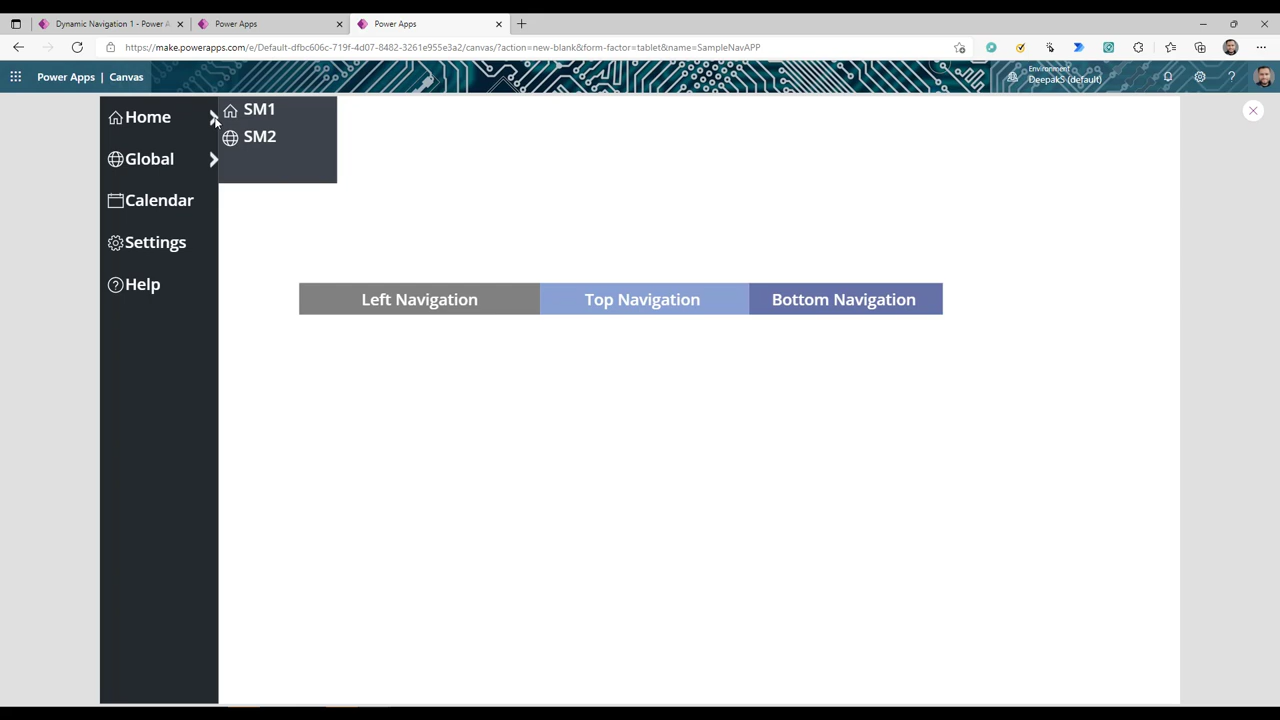 Dynamic Navigation 1 - Power A
Power Apps
Power Apps
https://make.powerapps.com/e/Default-dfbc606c-719f-4d07-8482-3261e955e3a2/canvas/?action=new-blank&form-factor=tablet&name=SampleNavAPP
Power Apps | Canvas
Environment
DeepakS (default)
Home
SM1
SM2
Global
Calendar
Settings
Help
Left Navigation
Top Navigation
Bottom Navigation